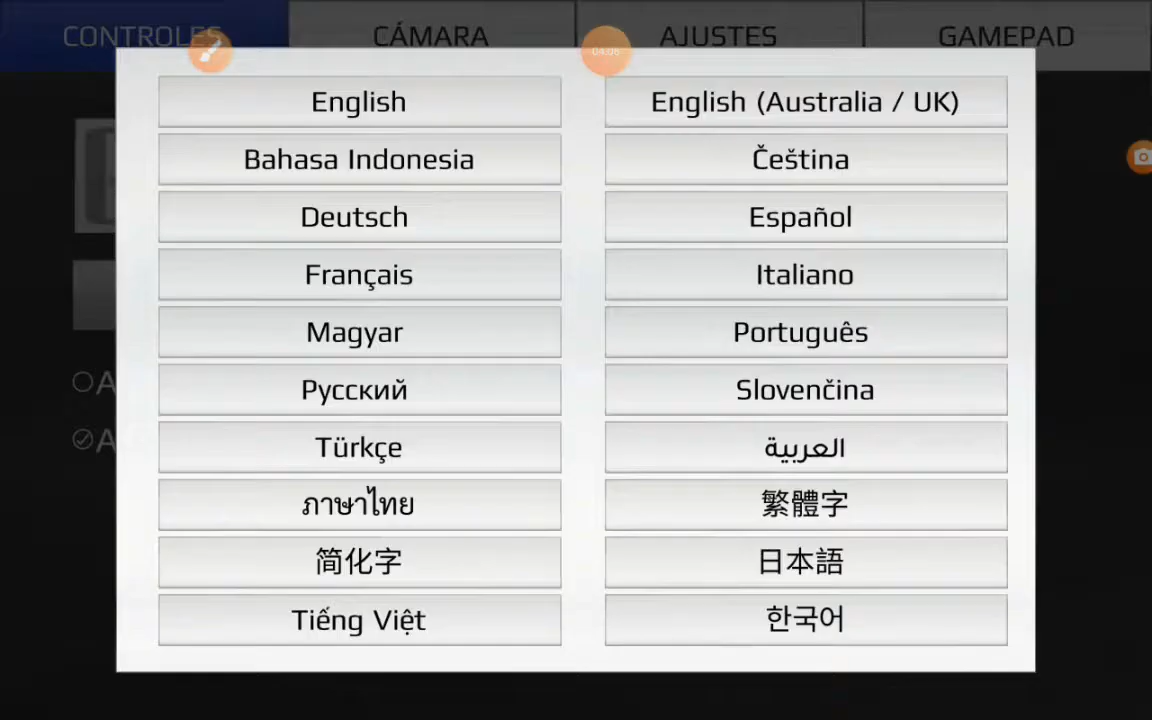 CONTROLES CÁMARA AJUSTES GAMEPAD
04:06
English English (Australia / UK)
Bahasa Indonesia Čeština
Deutsch Español
Français Italiano
Magyar Português
Русский Slovenčina
Türkçe العربية
ภาษาไทย 繁體字
简化字 日本語
Tiếng Việt 한국어
A
A